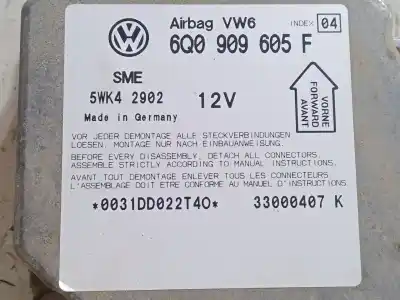 Airbag VW6 INDEX 04
6Q0 909 605 F
SME
5WK4 2902 12V
Made in Germany
VORNE
FORWARD
AVANT
VOR JEDER DEMONTAGE ALLE STECKVERBINDUNGEN
LOESEN. MONTAGE NUR NACH EINBAUANWEISUNG.
BEFORE EVERY DISASSEMBLY, DETACH ALL CONNECTORS.
ASSEMBLE STRICTLY ACCORDING TO MANUAL INSTRUCTIONS.
AVANT TOUT DEMONTAGE ENLEVER TOUS LES CONNECTEURS.
L'ASSEMBLAGE DOIT ETRE CONFORME AU MANUEL D'INSTRUCTIONS.
*0031DD022T4O* 33000407 K